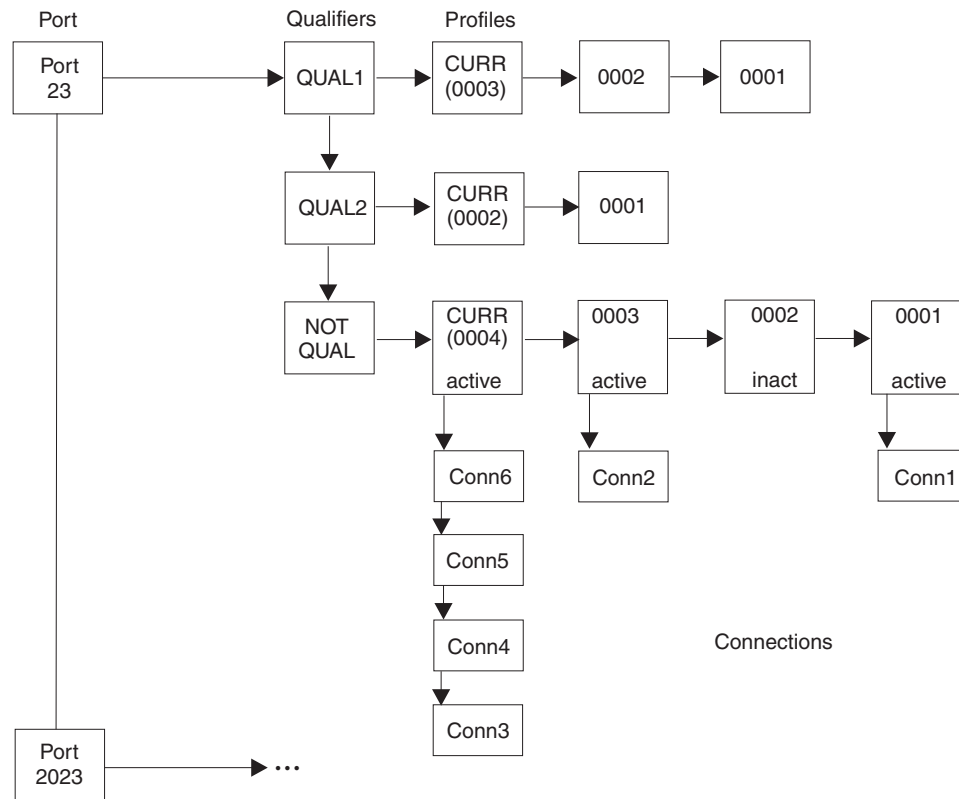 Port
Qualifiers
Profiles
Port
23
QUAL1
CURR
(0003)
0002
0001
QUAL2
CURR
(0002)
0001
NOT
QUAL
CURR
(0004)
active
0003
active
0002
inact
0001
active
Conn6
Conn2
Conn1
Conn5
Conn4
Connections
Conn3
Port
2023
...